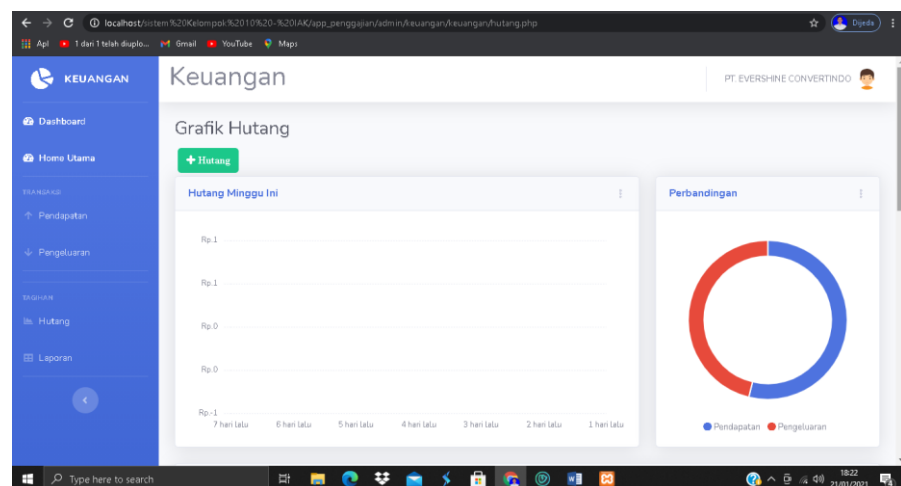 localhost/sistem%20Kelompok%2010%20-%20IAK/app_penggajian/admin/keuangan/keuangan/hutang.php
Dijeda
Apl
1 dari 1 telah diuplo...
Gmail
YouTube
Maps
KEUANGAN
Keuangan
PT. EVERSHINE CONVERTINDO
Dashboard
Home Utama
TRANSAKSI
Pendapatan
Pengeluaran
TAGIHAN
Hutang
Laporan
Grafik Hutang
+ Hutang
Hutang Minggu Ini
Rp.1
Rp.1
Rp.0
Rp.0
Rp.-1
7 hari lalu 6 hari lalu 5 hari lalu 4 hari lalu 3 hari lalu 2 hari lalu 1 hari lalu
Perbandingan
Pendapatan Pengeluaran
Type here to search
18:22
21/01/2021